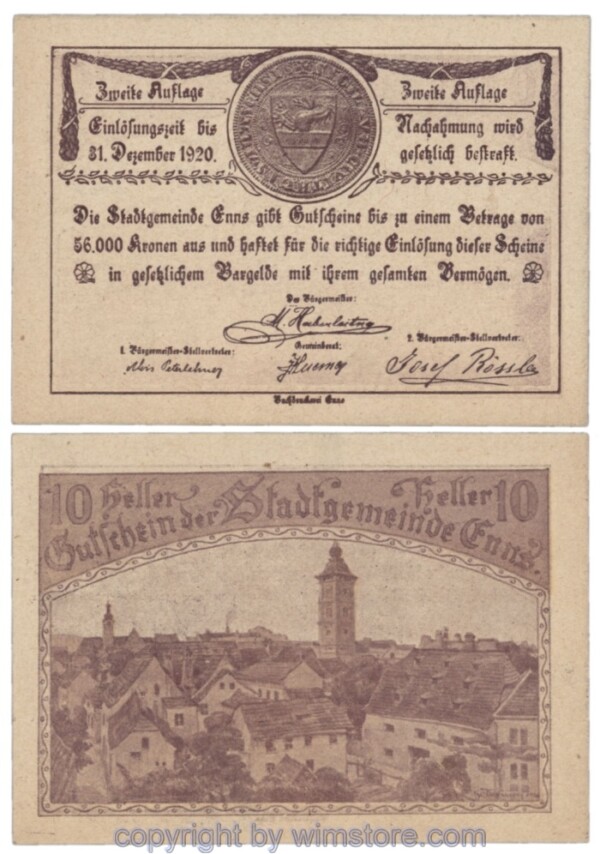 Zweite Auflage
Zweite Auflage
Einlösungszeit bis
31. Dezember 1920.
Nachahmung wird
gesetzlich bestraft.
Die Stadtgemeinde Enns gibt Gutscheine bis zu einem Betrage von
56.000 Kronen aus und haftet für die richtige Einlösung dieser Scheine
in gesetzlichem Bargelde mit ihrem gesamten Vermögen.
Der Bürgermeister:
1. Bürgermeister-Stellvertreter:
Gemeinderat:
2. Bürgermeister-Stellvertreter:
Josef Rössler
Buchdruckerei Enns
10 Heller Heller 10
Gutschein der Stadtgemeinde Enns.
copyright by wimstore.com